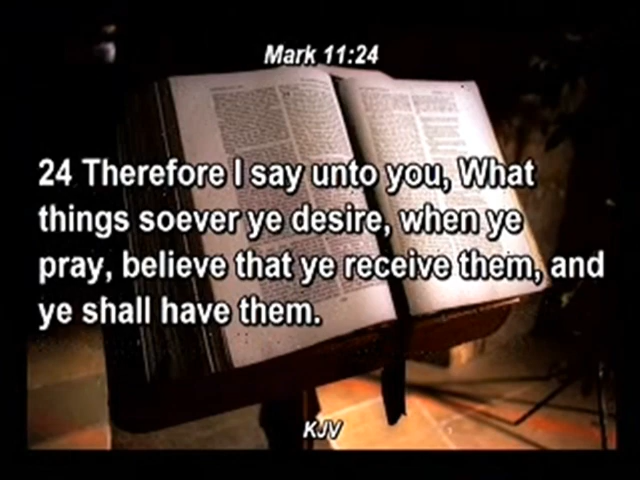 Mark 11:24
24 Therefore I say unto you, What
things soever ye desire, when ye
pray, believe that ye receive them, and
ye shall have them.
KJV